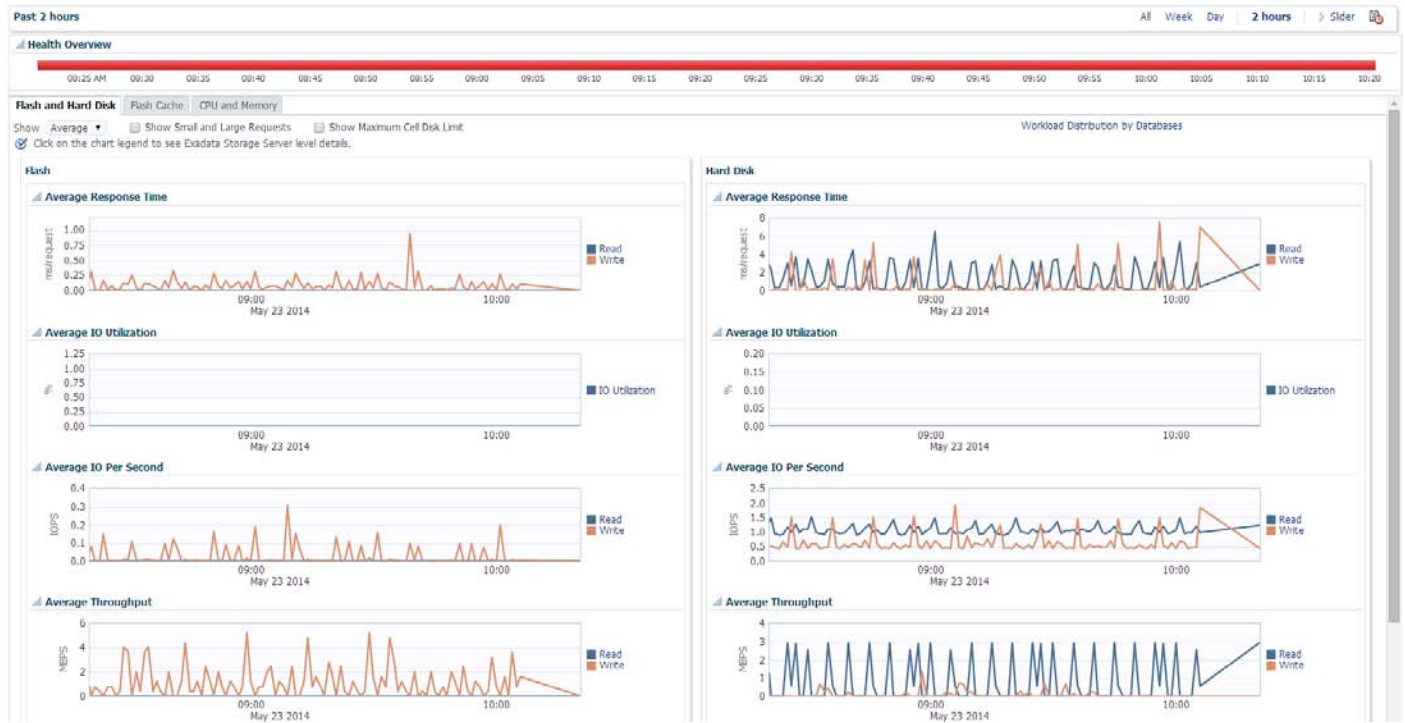 Past 2 hours All Week Day 2 hours Slider
Health Overview
08:25 AM 08:30 08:35 08:40 08:45 08:50 08:55 09:00 09:05 09:10 09:15 09:20 09:25 09:30 09:35 09:40 09:45 09:50 09:55 10:00 10:05 10:10 10:15 10:20
Flash and Hard Disk Flash Cache CPU and Memory
Show Average Show Small and Large Requests Show Maximum Cell Disk Limit Workload Distribution by Databases
Click on the chart legend to see Exadata Storage Server level details.
Flash
Average Response Time
ms/request
1.00
0.75
0.50
0.25
0.00
Read
Write
09:00 10:00
May 23 2014
Average IO Utilization
%
1.25
1.00
0.75
0.50
0.25
0.00
IO Utilization
09:00 10:00
May 23 2014
Average IO Per Second
IOPS
0.4
0.3
0.2
0.1
0.0
Read
Write
09:00 10:00
May 23 2014
Average Throughput
MBPS
6
4
2
0
Read
Write
09:00 10:00
May 23 2014
Hard Disk
Average Response Time
ms/request
8
6
4
2
0
Read
Write
09:00 10:00
May 23 2014
Average IO Utilization
%
0.20
0.15
0.10
0.05
0.00
IO Utilization
09:00 10:00
May 23 2014
Average IO Per Second
IOPS
2.5
2.0
1.5
1.0
0.5
0.0
Read
Write
09:00 10:00
May 23 2014
Average Throughput
MBPS
4
3
2
1
0
Read
Write
09:00 10:00
May 23 2014